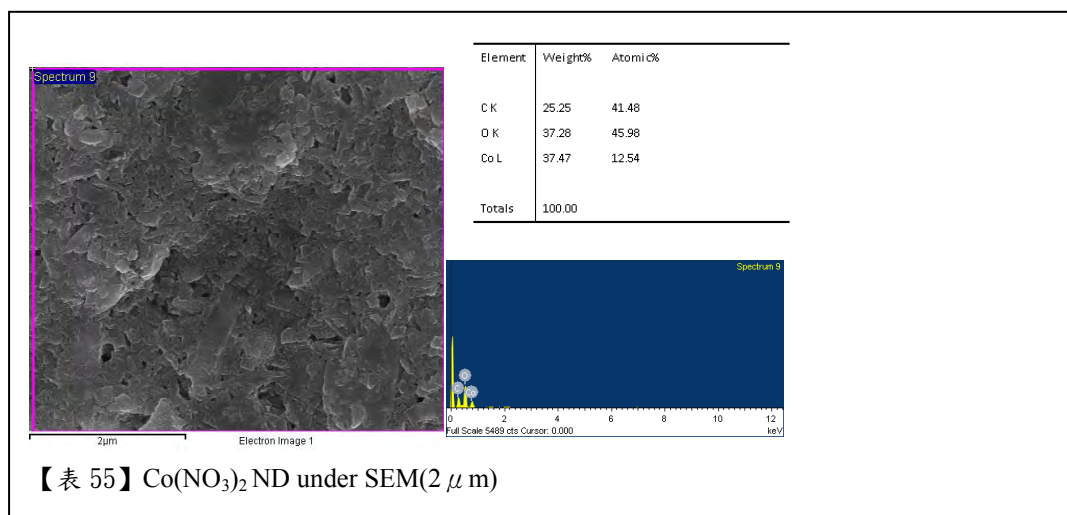 Spectrum 9
2μm
Electron Image 1
Element Weight% Atomic%
C K 25.25 41.48
O K 37.28 45.98
Co L 37.47 12.54
Totals 100.00
Spectrum 9
C O Co
0 2 4 6 8 10 12
Full Scale 5489 cts Cursor: 0.000 keV
【表 55】Co(NO₃)₂ ND under SEM(2 μ m)